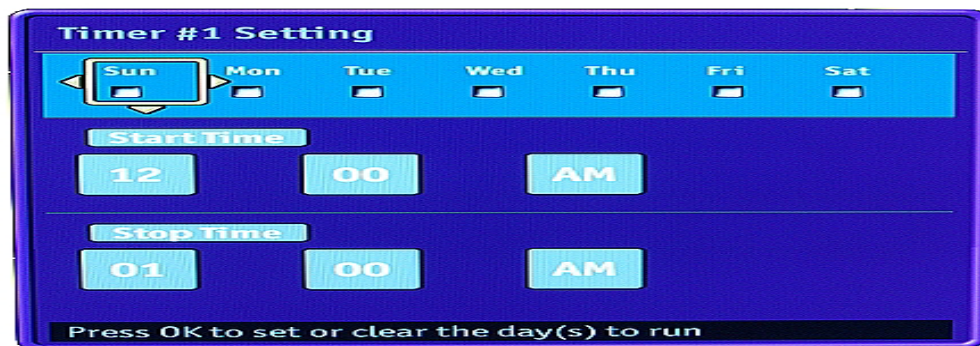 Timer #1 Setting
Sun Mon Tue Wed Thu Fri Sat
Start Time
12 00 AM
Stop Time
01 00 AM
Press OK to set or clear the day(s) to run